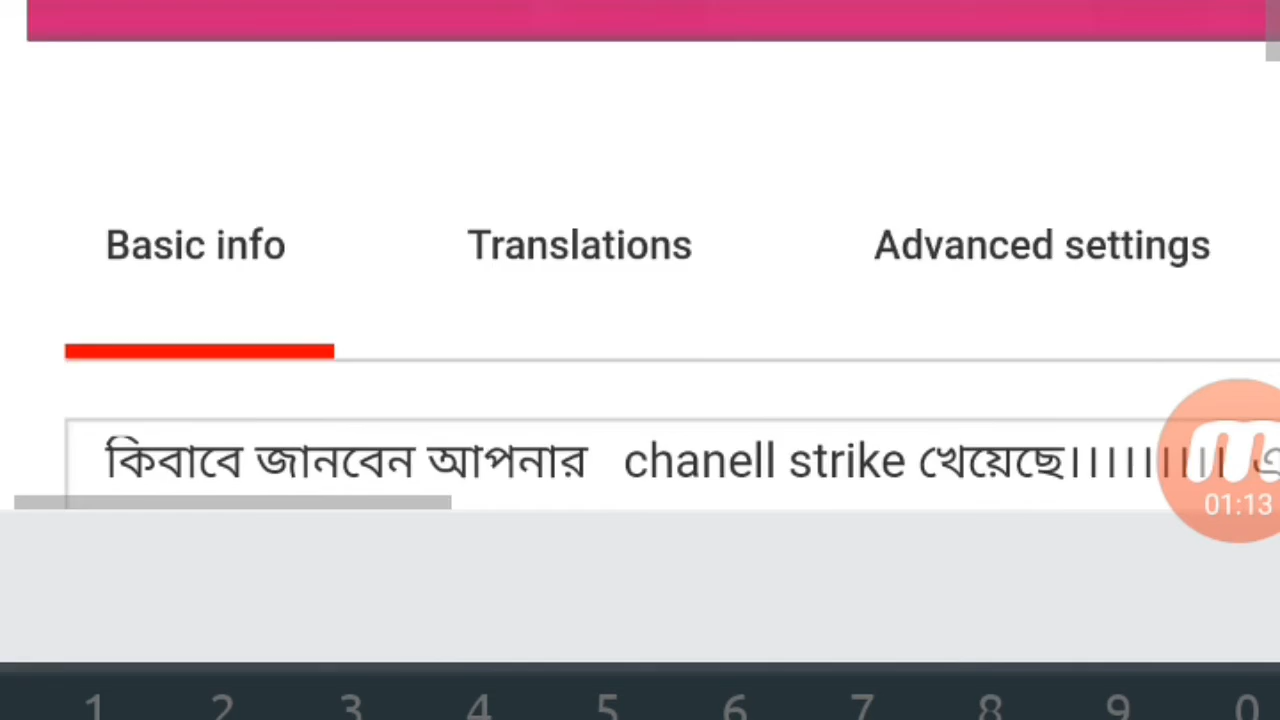 Basic info Translations Advanced settings
কিবাবে জানবেন আপনার chanell strike খেয়েছে।।।।।।।।।।
01:13
1 2 3 4 5 6 7 8 9 0